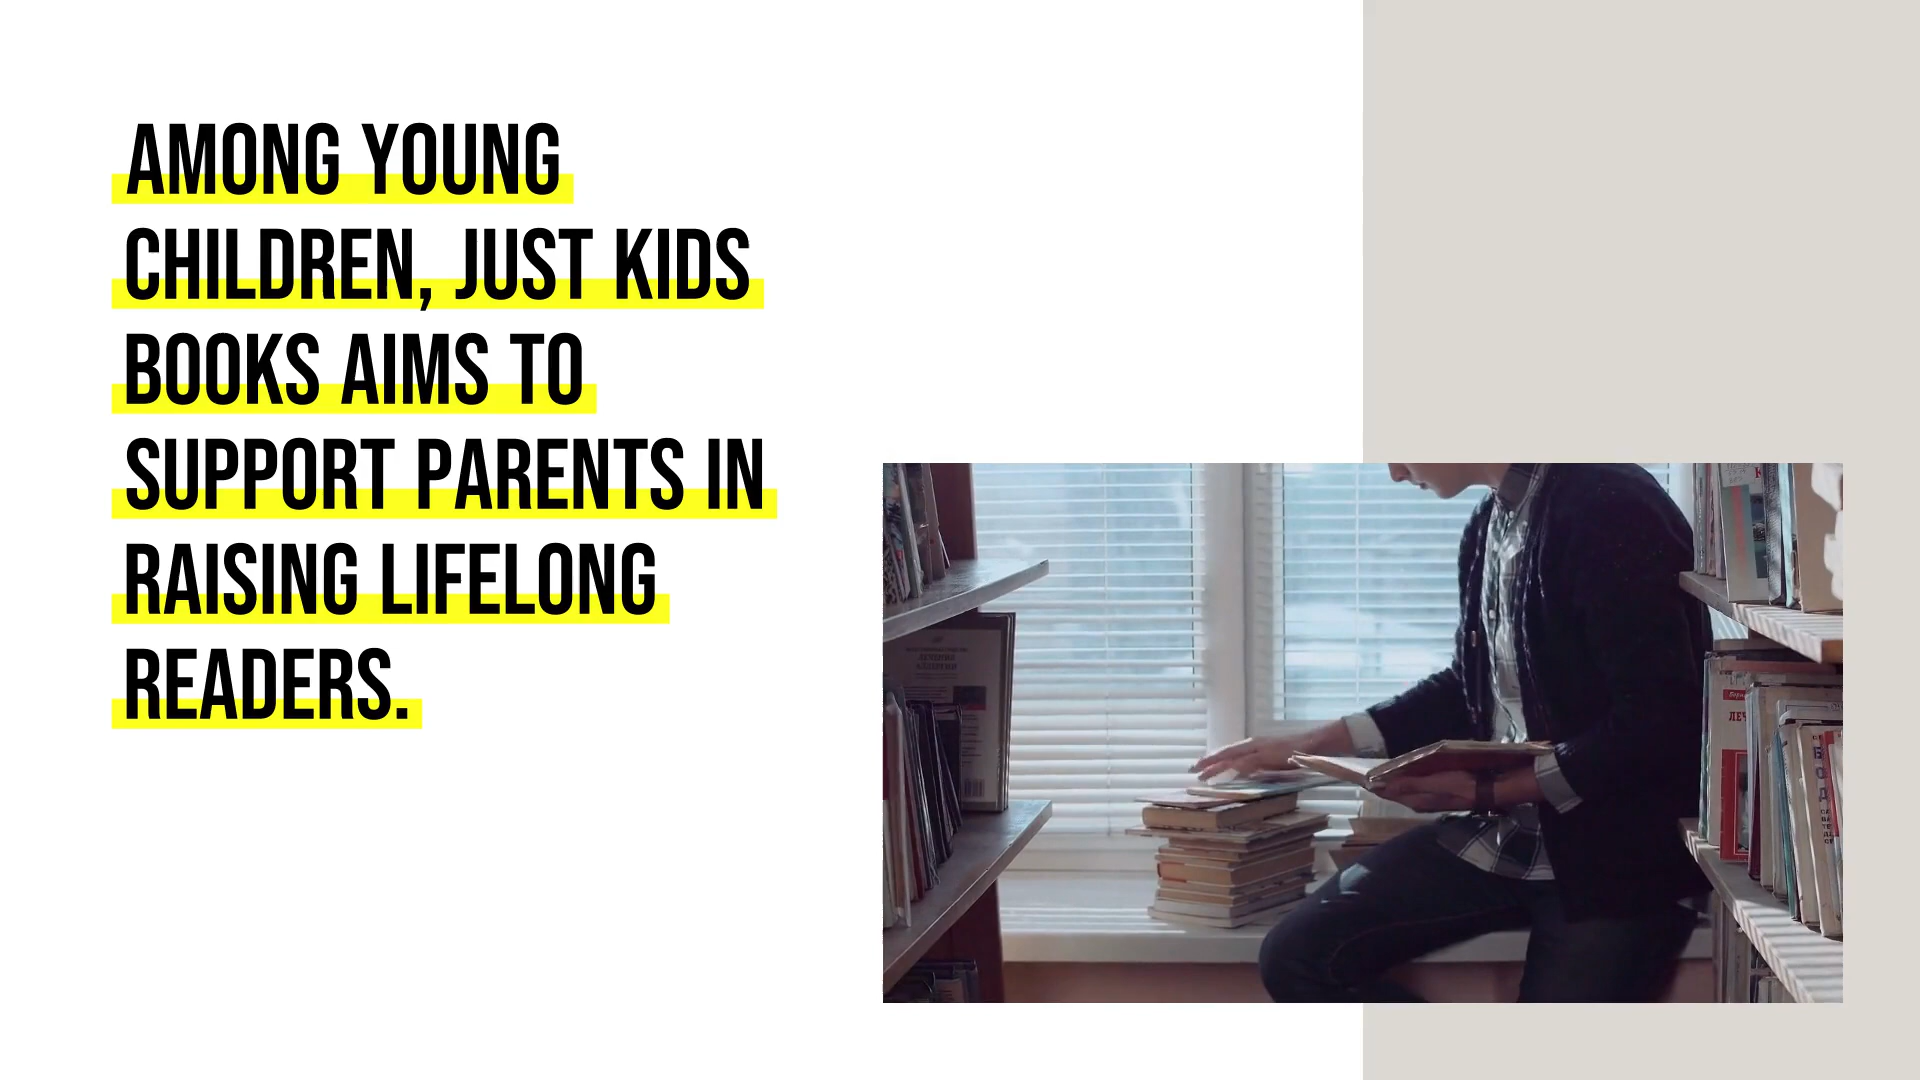 AMONG YOUNG
CHILDREN, JUST KIDS
BOOKS AIMS TO
SUPPORT PARENTS IN
RAISING LIFELONG
READERS.